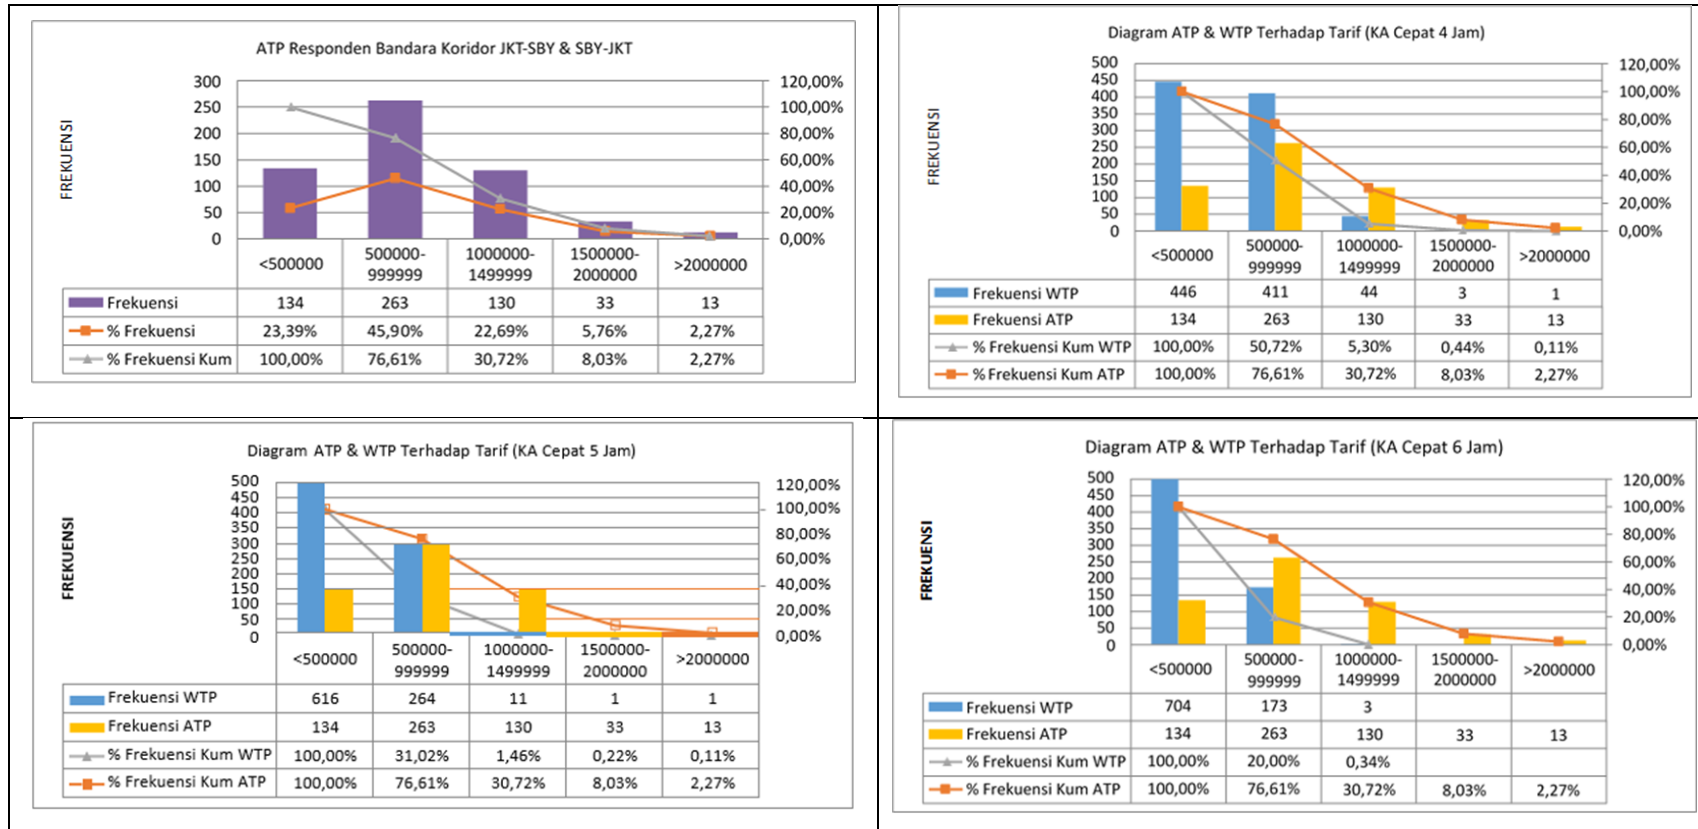 ATP Responden Bandara Koridor JKT-SBY & SBY-JKT
FREKUENSI
300
250
200
150
100
50
0
120,00%
100,00%
80,00%
60,00%
40,00%
20,00%
0,00%
<500000 500000-999999 1000000-1499999 1500000-2000000 >2000000
Frekuensi 134 263 130 33 13
% Frekuensi 23,39% 45,90% 22,69% 5,76% 2,27%
% Frekuensi Kum 100,00% 76,61% 30,72% 8,03% 2,27%
Diagram ATP & WTP Terhadap Tarif (KA Cepat 4 Jam)
FREKUENSI
500
450
400
350
300
250
200
150
100
50
0
120,00%
100,00%
80,00%
60,00%
40,00%
20,00%
0,00%
<500000 500000-999999 1000000-1499999 1500000-2000000 >2000000
Frekuensi WTP 446 411 44 3 1
Frekuensi ATP 134 263 130 33 13
% Frekuensi Kum WTP 100,00% 50,72% 5,30% 0,44% 0,11%
% Frekuensi Kum ATP 100,00% 76,61% 30,72% 8,03% 2,27%
Diagram ATP & WTP Terhadap Tarif (KA Cepat 5 Jam)
FREKUENSI
500
450
400
350
300
250
200
150
100
50
0
120,00%
100,00%
80,00%
60,00%
40,00%
20,00%
0,00%
<500000 500000-999999 1000000-1499999 1500000-2000000 >2000000
Frekuensi WTP 616 264 11 1 1
Frekuensi ATP 134 263 130 33 13
% Frekuensi Kum WTP 100,00% 31,02% 1,46% 0,22% 0,11%
% Frekuensi Kum ATP 100,00% 76,61% 30,72% 8,03% 2,27%
Diagram ATP & WTP Terhadap Tarif (KA Cepat 6 Jam)
FREKUENSI
500
450
400
350
300
250
200
150
100
50
0
120,00%
100,00%
80,00%
60,00%
40,00%
20,00%
0,00%
<500000 500000-999999 1000000-1499999 1500000-2000000 >2000000
Frekuensi WTP 704 173 3
Frekuensi ATP 134 263 130 33 13
% Frekuensi Kum WTP 100,00% 20,00% 0,34%
% Frekuensi Kum ATP 100,00% 76,61% 30,72% 8,03% 2,27%